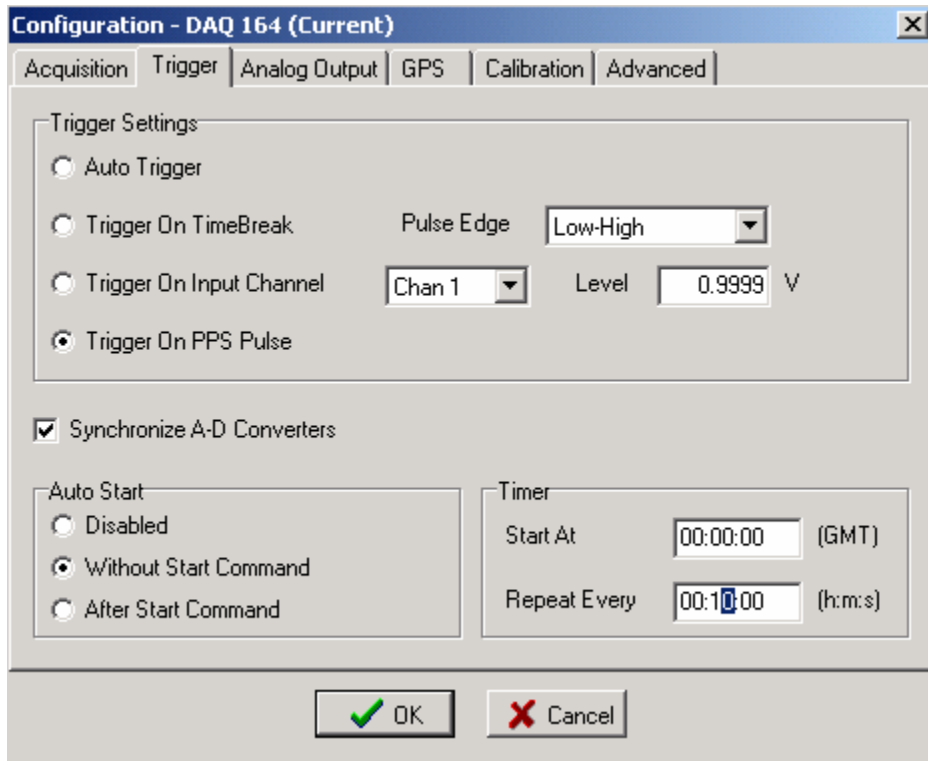 Configuration - DAQ 164 (Current)
Acquisition Trigger Analog Output GPS Calibration Advanced
Trigger Settings
Auto Trigger
Trigger On TimeBreak Pulse Edge Low-High
Trigger On Input Channel Chan 1 Level 0.9999 V
Trigger On PPS Pulse
Synchronize A-D Converters
Auto Start
Disabled
Without Start Command
After Start Command
Timer
Start At 00:00:00 (GMT)
Repeat Every 00:10:00 (h:m:s)
OK Cancel